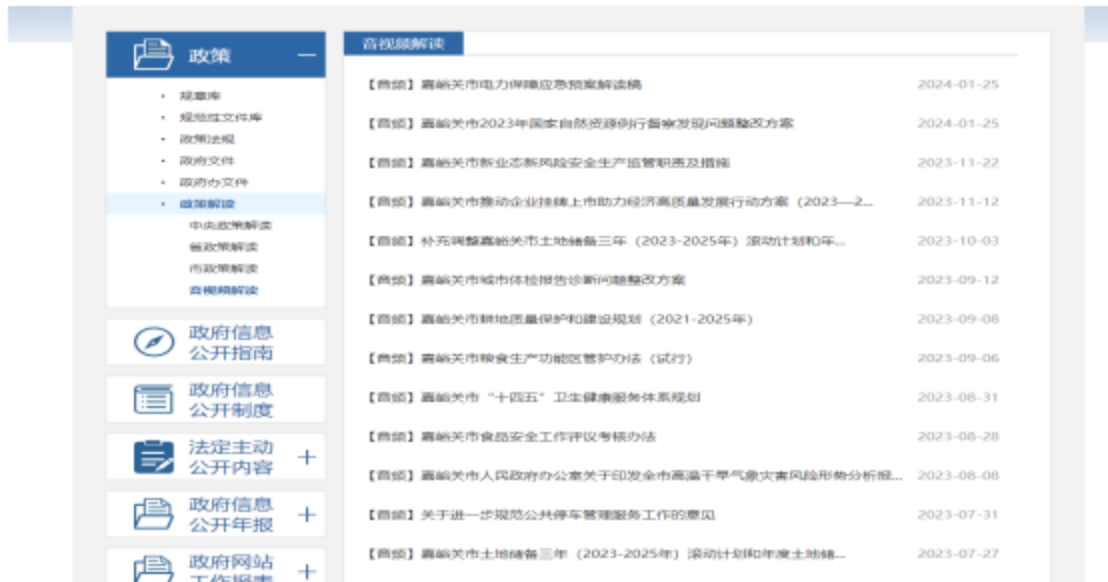 政策
规章库
规范性文件库
政策法规
政府文件
政府办文件
政策解读
中央政策解读
省政策解读
市政策解读
音视频解读
政府信息
公开指南
政府信息
公开制度
法定主动
公开内容
政府信息
公开年报
政府网站
工作报表
音视频解读
【音频】嘉峪关市电力保障应急预案解读稿 2024-01-25
【音频】嘉峪关市2023年国家自然资源例行督察发现问题整改方案 2024-01-25
【音频】嘉峪关市新业态新风险安全生产监管职责及措施 2023-11-22
【音频】嘉峪关市推动企业挂牌上市助力经济高质量发展行动方案（2023—2... 2023-11-12
【音频】补充调整嘉峪关市土地储备三年（2023-2025年）滚动计划和年... 2023-10-03
【音频】嘉峪关市城市体检报告诊断问题整改方案 2023-09-12
【音频】嘉峪关市耕地质量保护和建设规划（2021-2025年） 2023-09-08
【音频】嘉峪关市粮食生产功能区管护办法（试行） 2023-09-06
【音频】嘉峪关市“十四五”卫生健康服务体系规划 2023-08-31
【音频】嘉峪关市食品安全工作评议考核办法 2023-08-28
【音频】嘉峪关市人民政府办公室关于印发全市高温干旱气象灾害风险形势分析报... 2023-08-08
【音频】关于进一步规范公共停车管理服务工作的意见 2023-07-31
【音频】嘉峪关市土地储备三年（2023-2025年）滚动计划和年度土地储... 2023-07-27